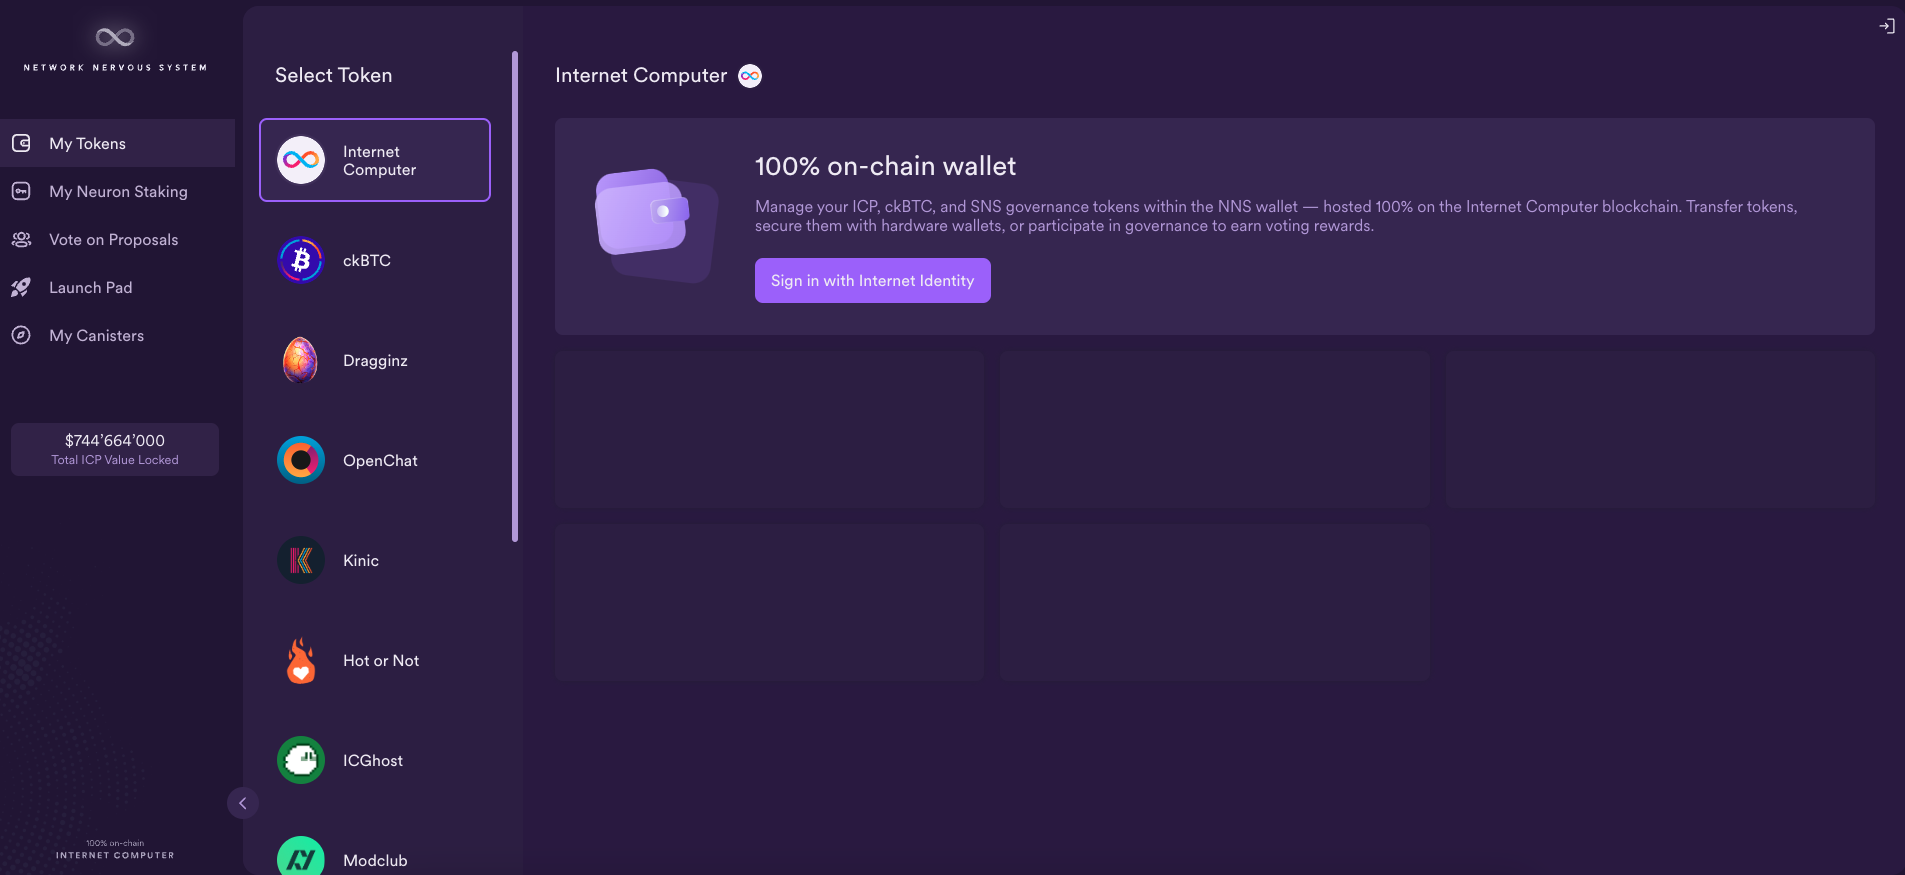 NETWORK NERVOUS SYSTEM
My Tokens
My Neuron Staking
Vote on Proposals
Launch Pad
My Canisters
$744’664’000
Total ICP Value Locked
100% on-chain
INTERNET COMPUTER
Select Token
Internet
Computer
ckBTC
Dragginz
OpenChat
Kinic
Hot or Not
ICGhost
Modclub
Internet Computer
100% on-chain wallet
Manage your ICP, ckBTC, and SNS governance tokens within the NNS wallet — hosted 100% on the Internet Computer blockchain. Transfer tokens,
secure them with hardware wallets, or participate in governance to earn voting rewards.
Sign in with Internet Identity